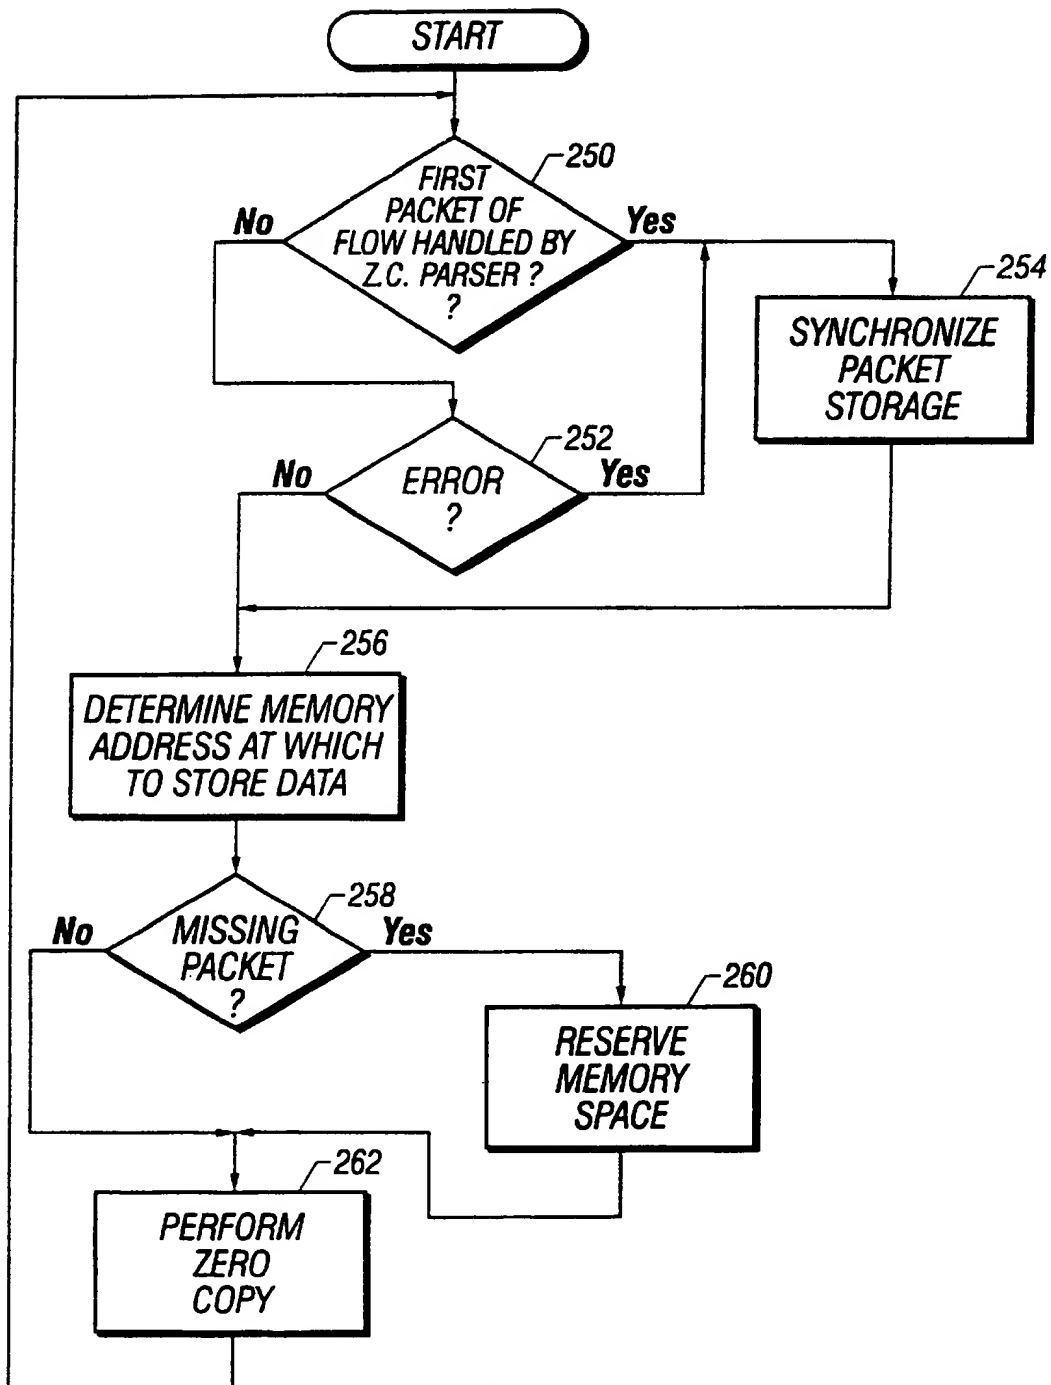 START
250
FIRST
PACKET OF
FLOW HANDLED BY
Z.C. PARSER ?
?
No
Yes
254
SYNCHRONIZE
PACKET
STORAGE
252
ERROR
?
No
Yes
256
DETERMINE MEMORY
ADDRESS AT WHICH
TO STORE DATA
258
MISSING
PACKET
?
No
Yes
260
RESERVE
MEMORY
SPACE
262
PERFORM
ZERO
COPY